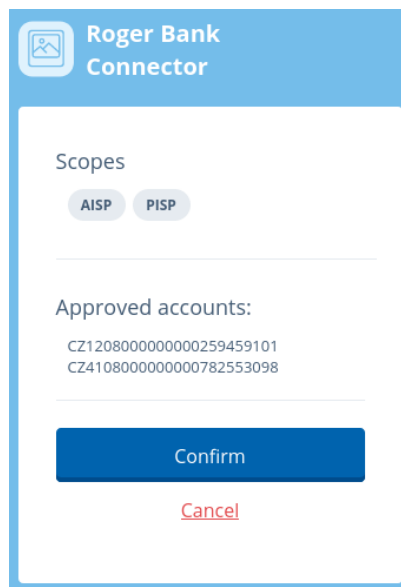 Roger Bank
Connector
Scopes
AISP PISP
Approved accounts:
CZ1208000000000259459101
CZ4108000000000782553098
Confirm
Cancel